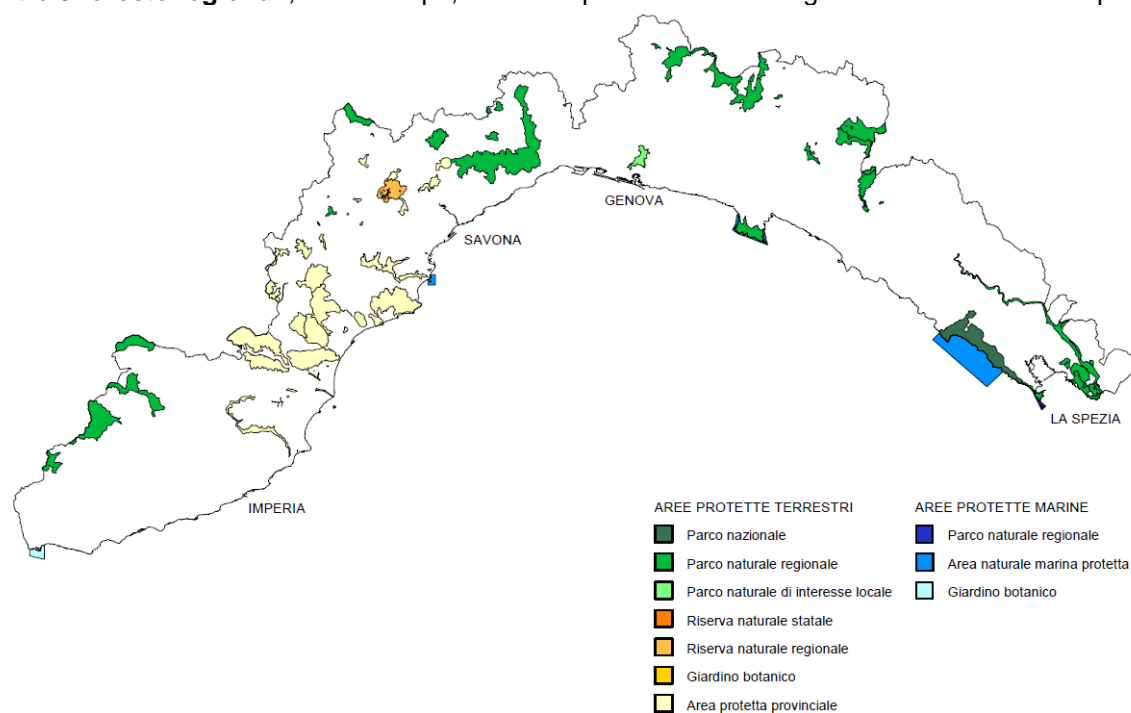 GENOVA
SAVONA
LA SPEZIA
IMPERIA
AREE PROTETTE TERRESTRI
Parco nazionale
Parco naturale regionale
Parco naturale di interesse locale
Riserva naturale statale
Riserva naturale regionale
Giardino botanico
Area protetta provinciale
AREE PROTETTE MARINE
Parco naturale regionale
Area naturale marina protetta
Giardino botanico